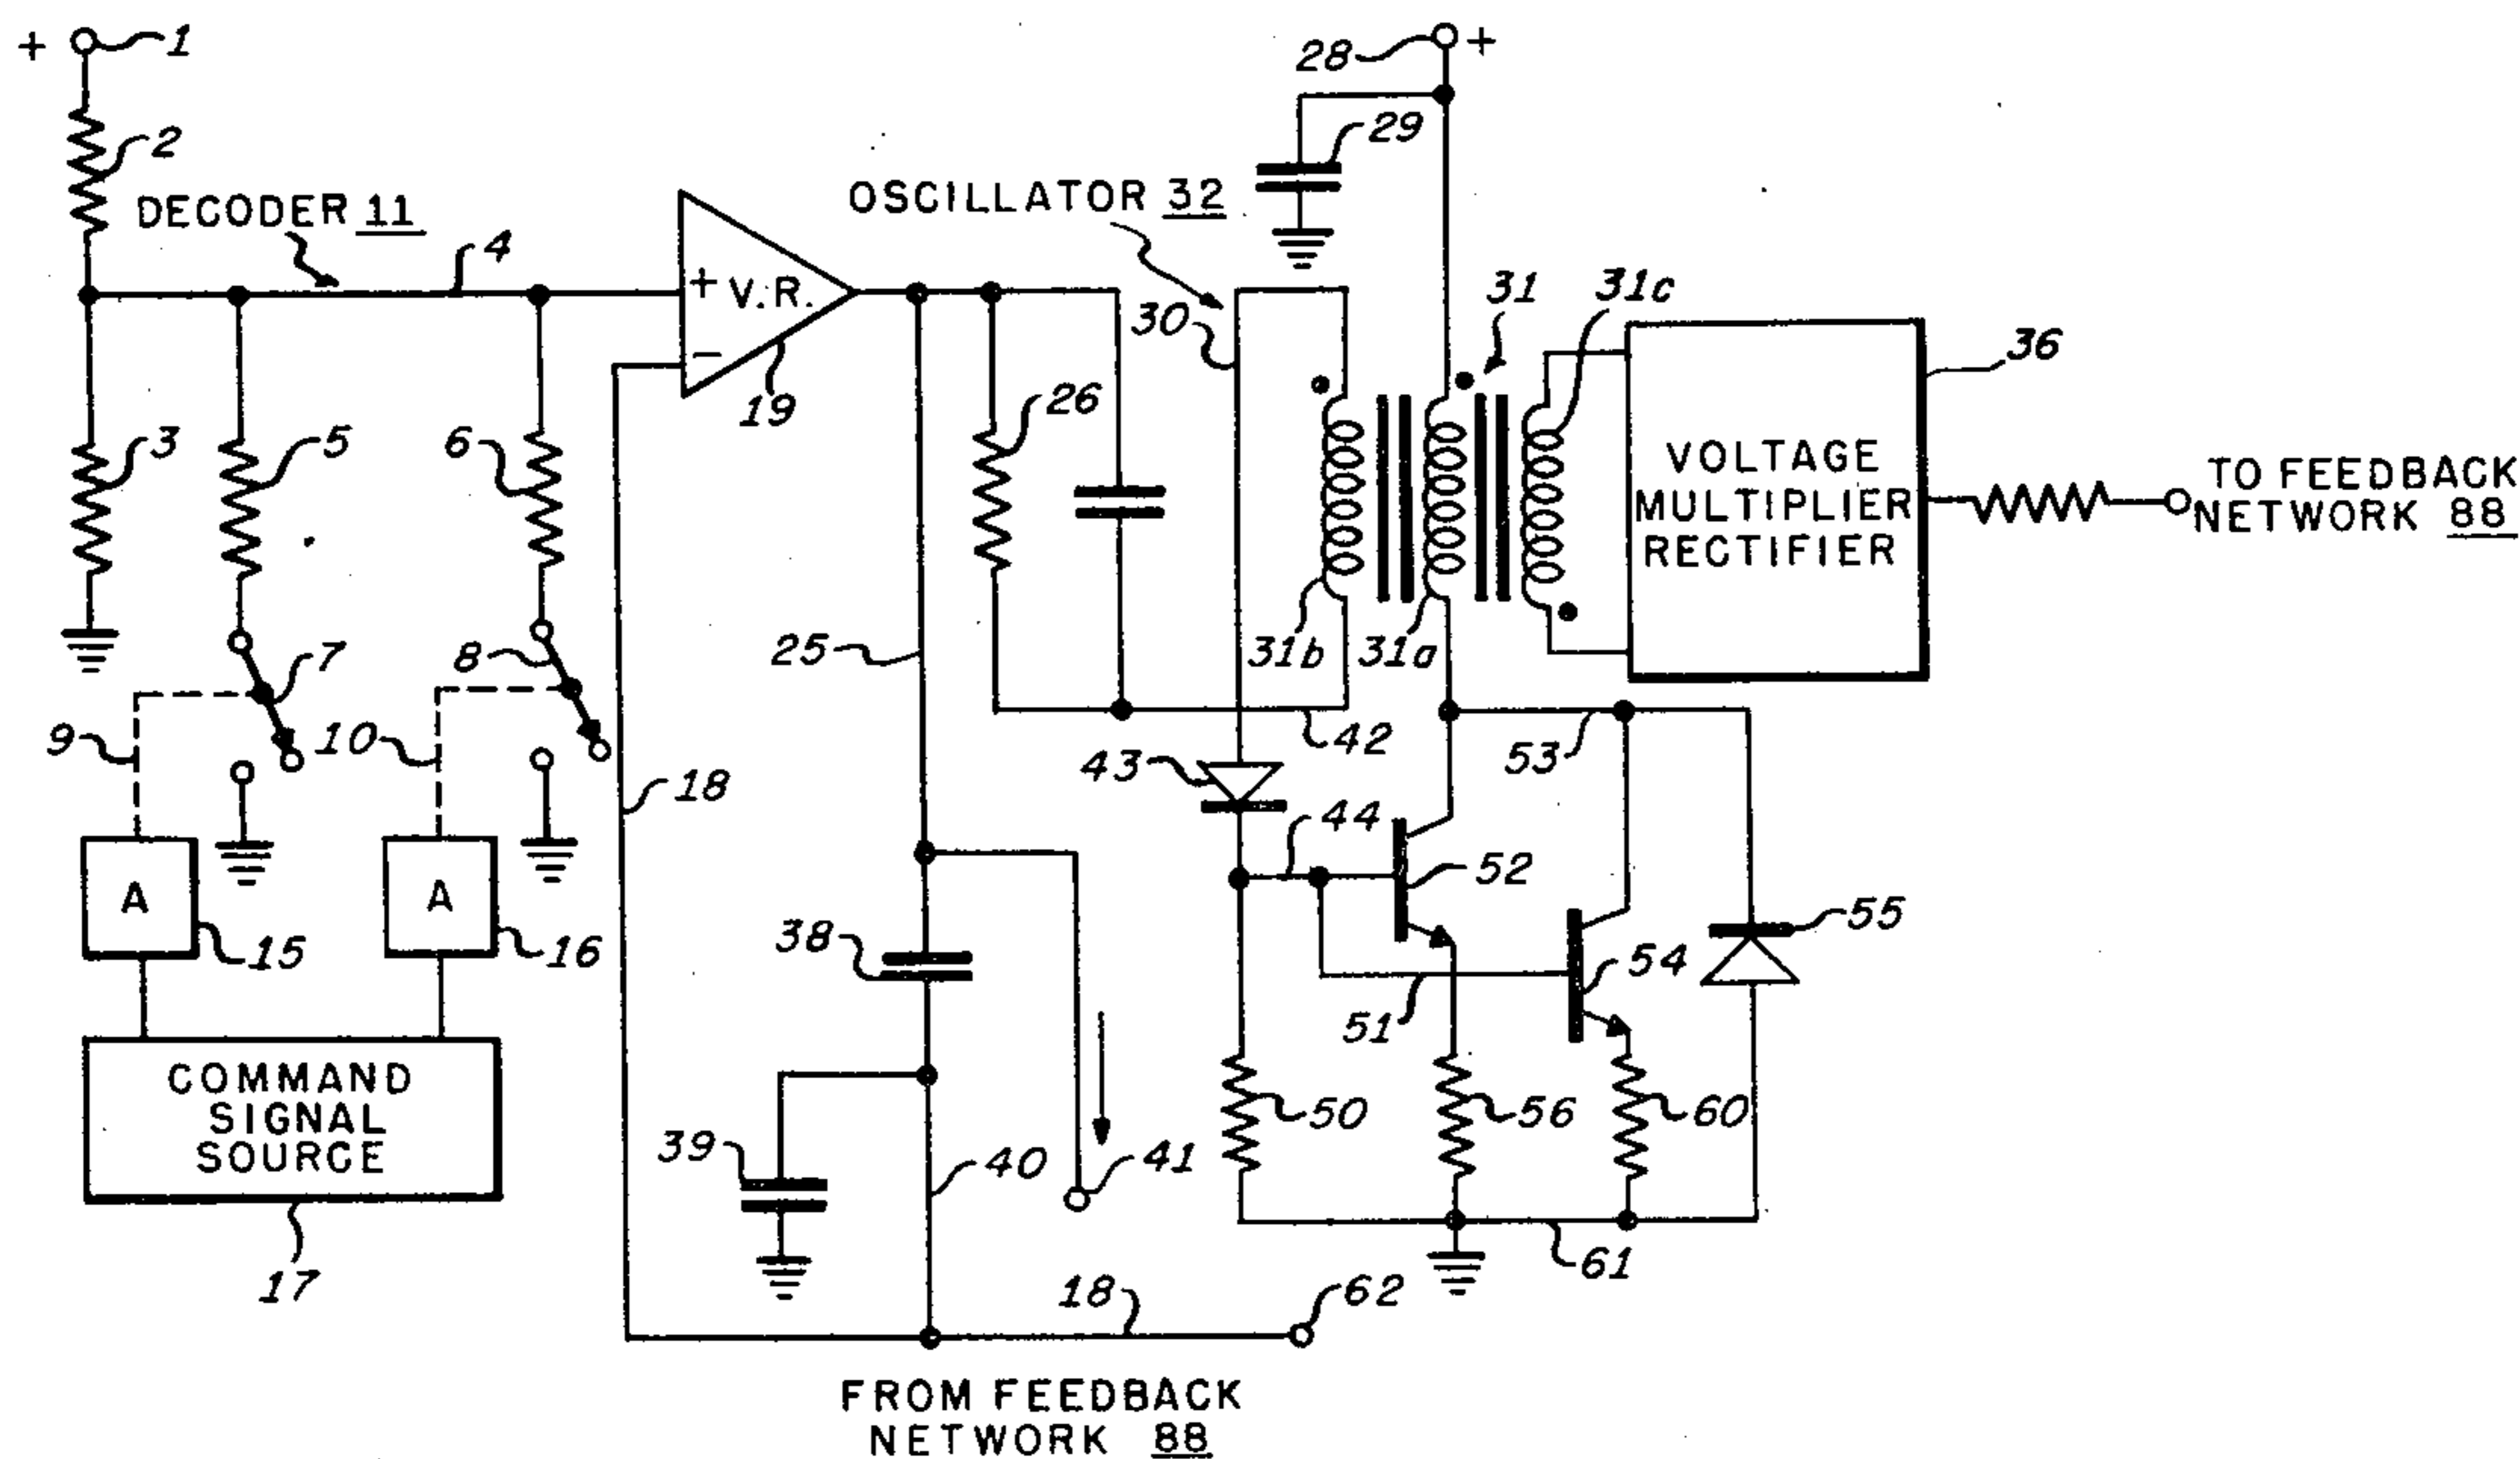 +
1
28
+
2
29
DECODER 11
4
OSCILLATOR 32
+ V.R.
−
30
31
31c
36
19
26
3
5
6
VOLTAGE
MULTIPLIER
RECTIFIER
TO FEEDBACK
NETWORK 88
7
8
25
31b
31a
9
10
42
53
43
18
44
52
A
A
55
15
16
38
54
51
COMMAND
SIGNAL
SOURCE
50
56
60
39
40
41
17
61
18
62
FROM FEEDBACK
NETWORK 88